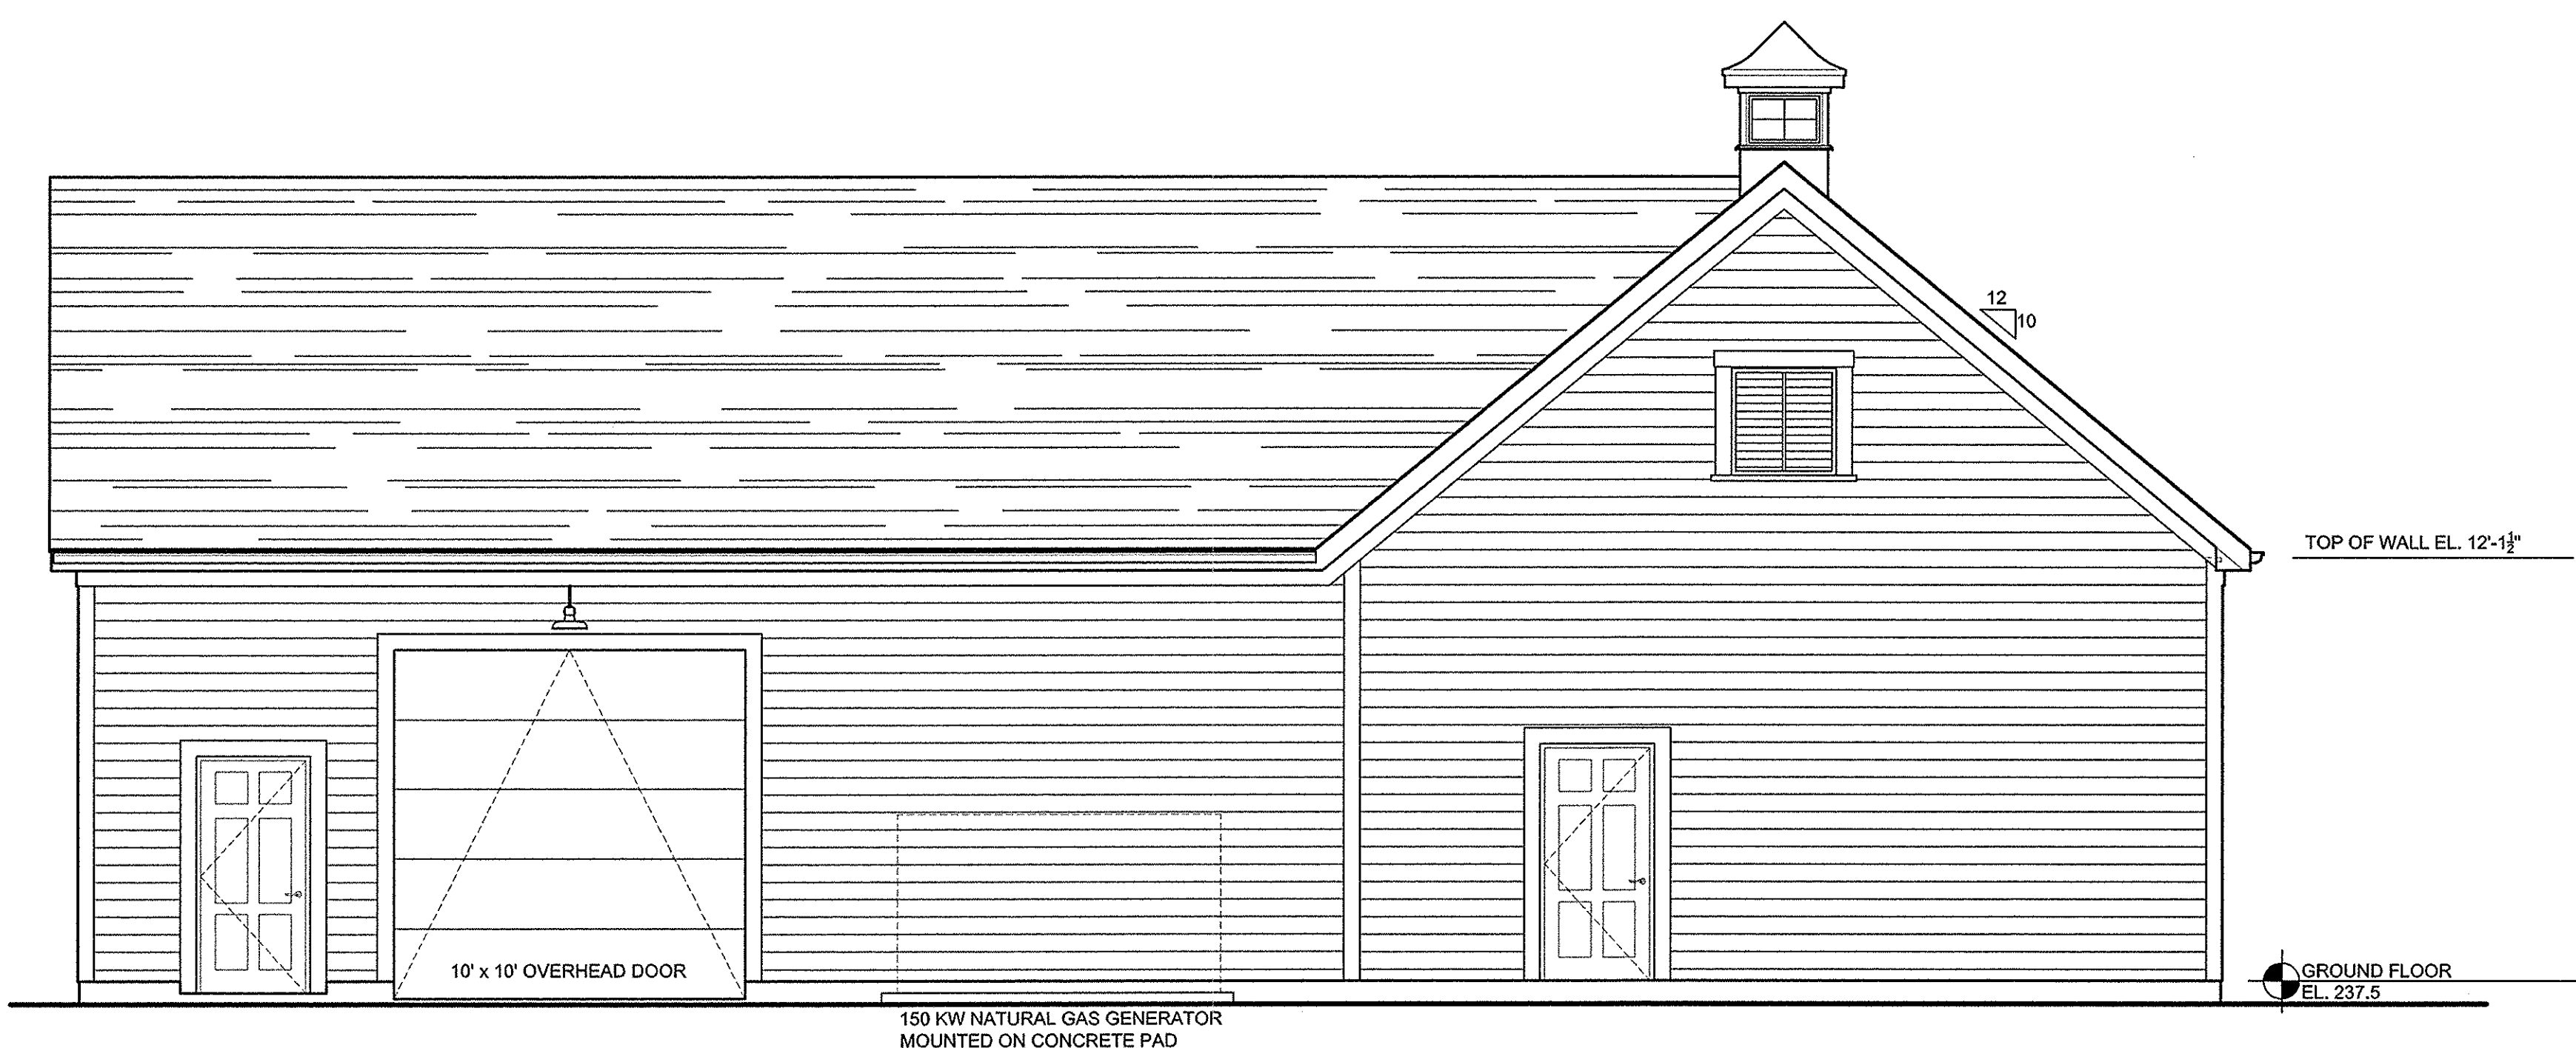 12
10
TOP OF WALL EL. 12'-1½"
10' x 10' OVERHEAD DOOR
GROUND FLOOR
EL. 237.5
150 KW NATURAL GAS GENERATOR
MOUNTED ON CONCRETE PAD